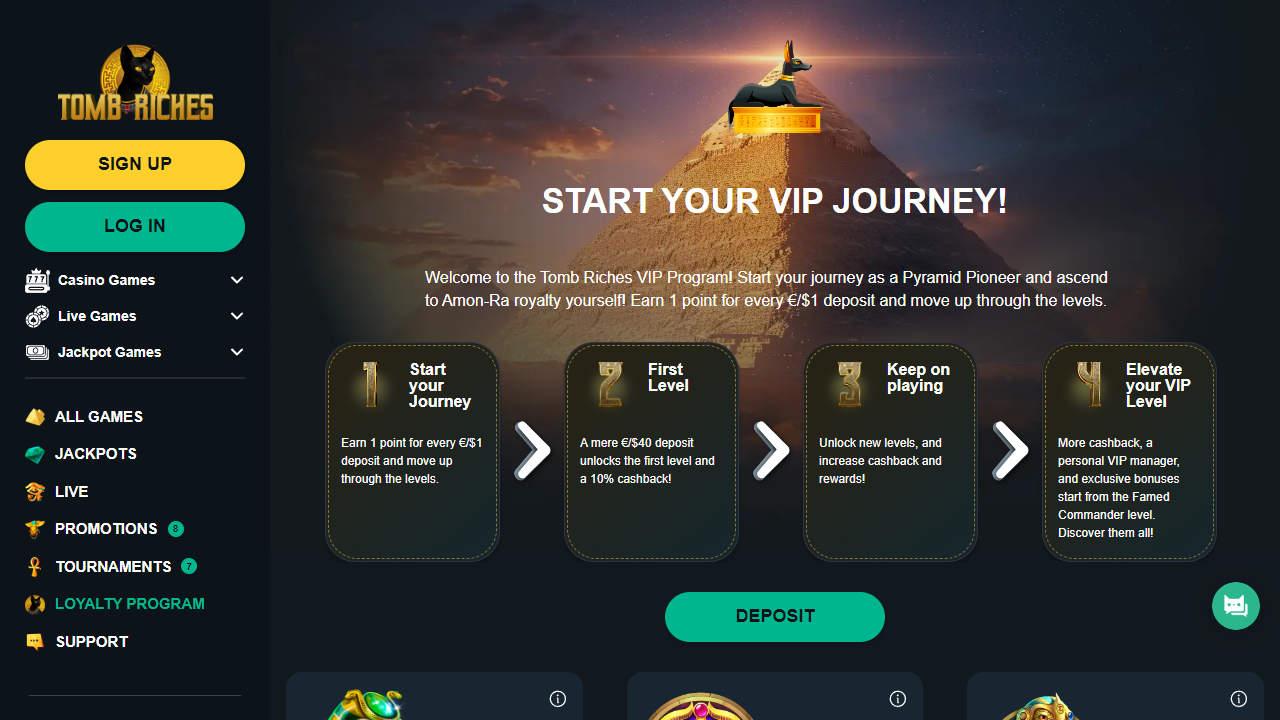 TOMB RICHES
SIGN UP
LOG IN
Casino Games
Live Games
Jackpot Games
ALL GAMES
JACKPOTS
LIVE
PROMOTIONS 8
TOURNAMENTS 7
LOYALTY PROGRAM
SUPPORT
START YOUR VIP JOURNEY!
Welcome to the Tomb Riches VIP Program! Start your journey as a Pyramid Pioneer and ascend
to Amon-Ra royalty yourself! Earn 1 point for every €/$1 deposit and move up through the levels.
1
Start
your
Journey
Earn 1 point for every €/$1
deposit and move up
through the levels.
2
First
Level
A mere €/$40 deposit
unlocks the first level and
a 10% cashback!
3
Keep on
playing
Unlock new levels, and
increase cashback and
rewards!
4
Elevate
your VIP
Level
More cashback, a
personal VIP manager,
and exclusive bonuses
start from the Famed
Commander level.
Discover them all!
DEPOSIT